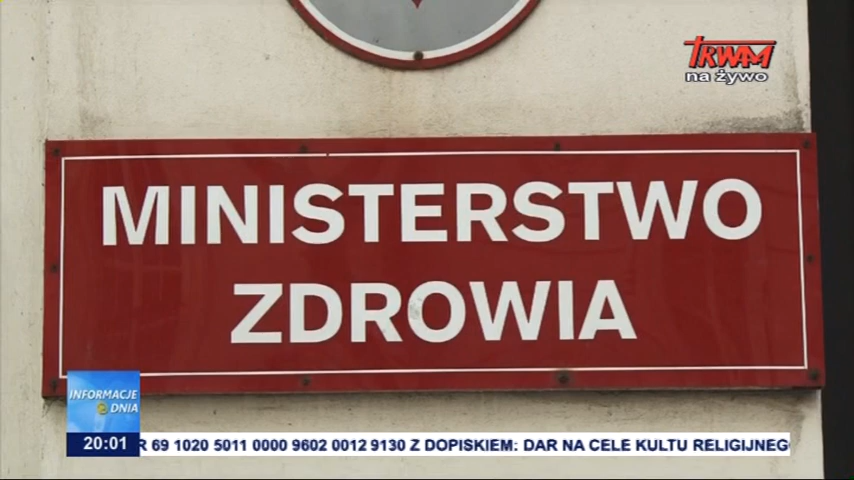 TRWAM
na żywo
MINISTERSTWO
ZDROWIA
INFORMACJE
DNIA
20:01
R 69 1020 5011 0000 9602 0012 9130 Z DOPISKIEM: DAR NA CELE KULTU RELIGIJNEGO